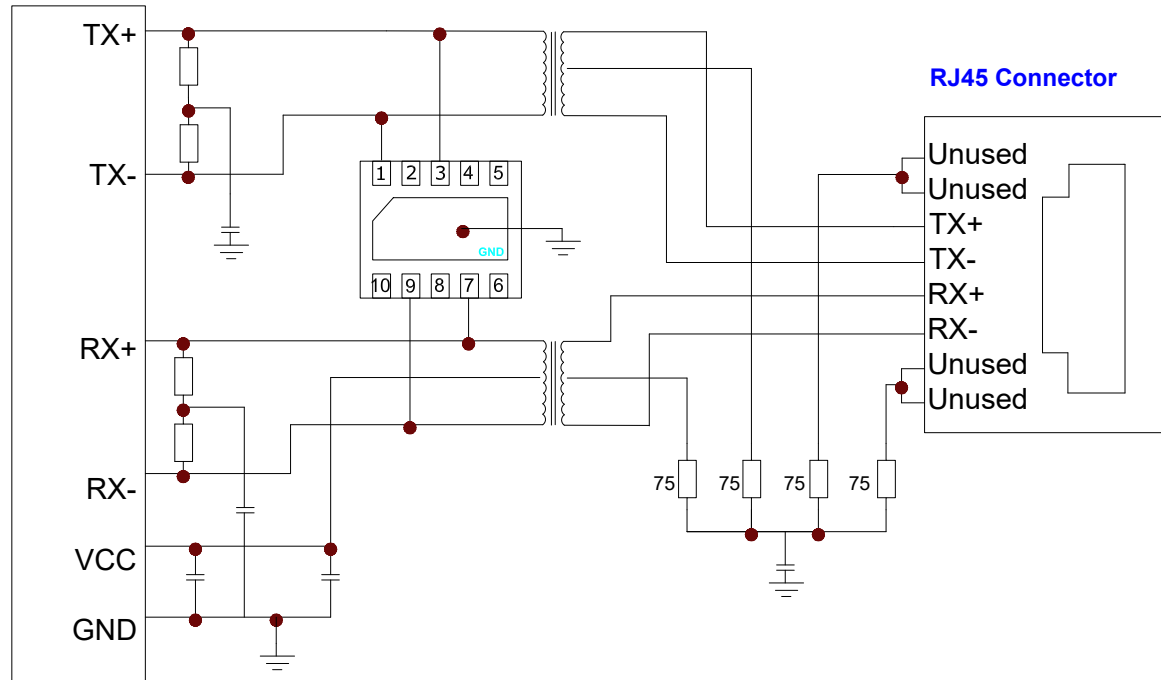 TX+
TX-
RX+
RX-
VCC
GND
1 2 3 4 5
GND
10 9 8 7 6
75 75 75 75
RJ45 Connector
Unused
Unused
TX+
TX-
RX+
RX-
Unused
Unused